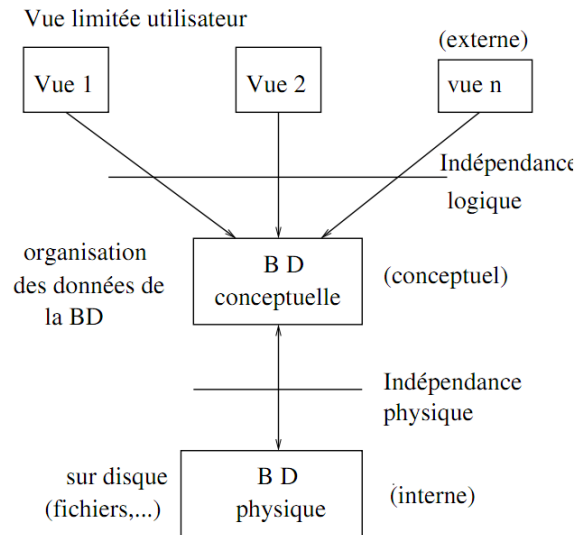 Vue limitée utilisateur
(externe)
Vue 1
Vue 2
vue n
Indépendance
logique
organisation
des données de
la BD
B D
conceptuelle
(conceptuel)
Indépendance
physique
sur disque
(fichiers,...)
B D
physique
(interne)